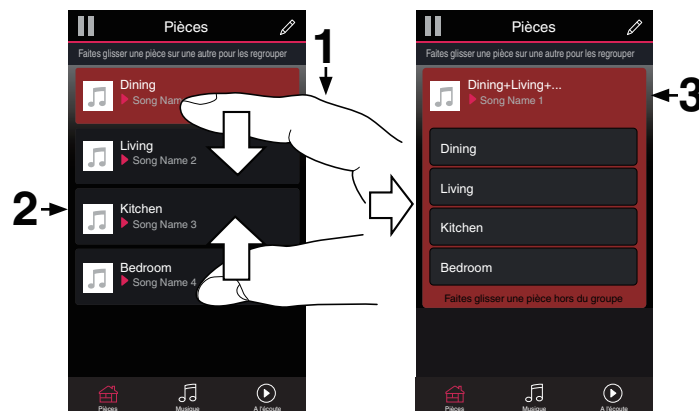 Pièces
Faites glisser une pièce sur une autre pour les regrouper
1
Dining
Song Nam
Living
Song Name 2
2
Kitchen
Song Name 3
Bedroom
Song Name 4
Pièces
Musique
A l'écoute
Pièces
Faites glisser une pièce sur une autre pour les regrouper
Dining+Living+...
Song Name 1
3
Dining
Living
Kitchen
Bedroom
Faites glisser une pièce hors du groupe
Pièces
Musique
A l'écoute